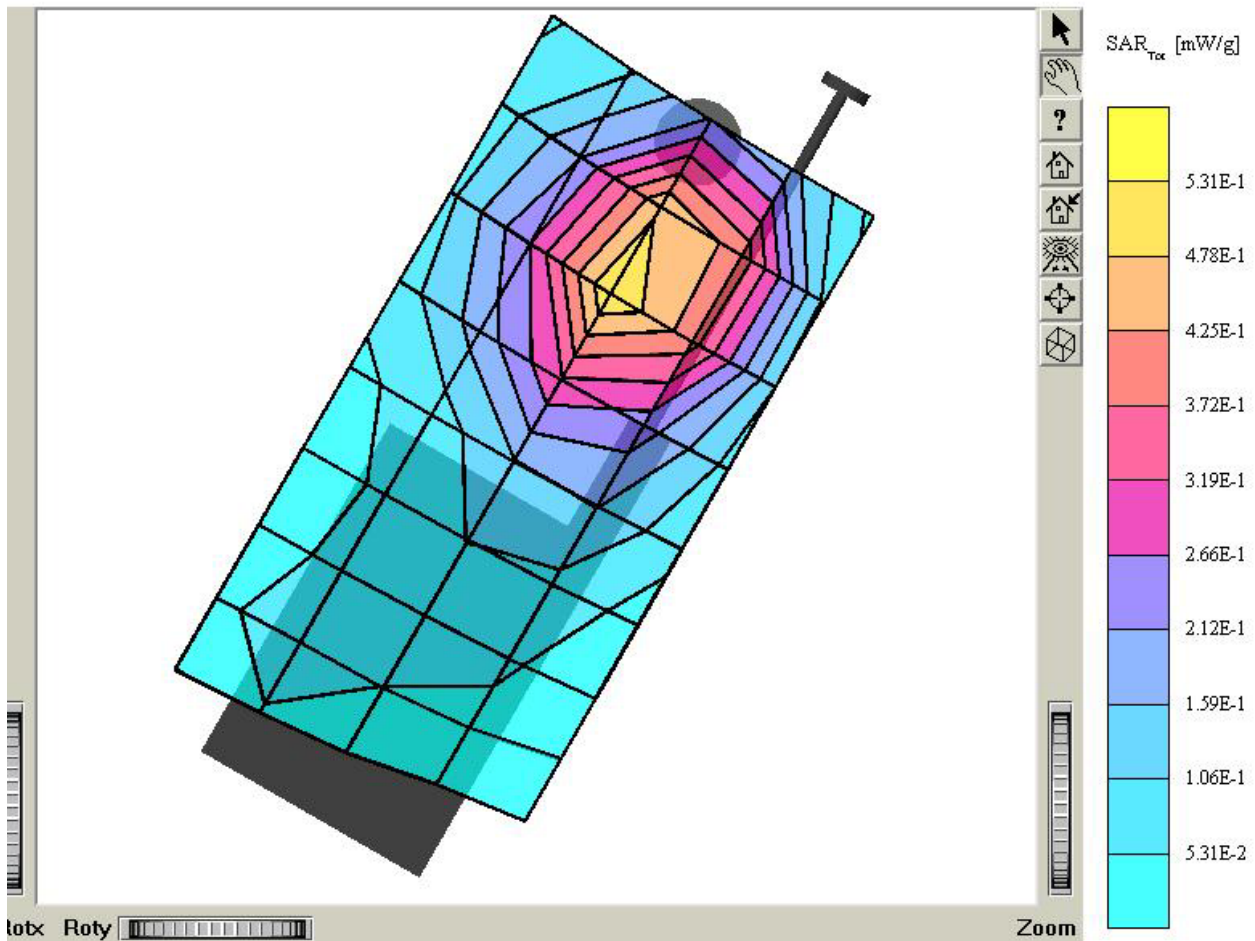 SAR_Tot [mW/g]
?
5.31E-1
4.78E-1
4.25E-1
3.72E-1
3.19E-1
2.66E-1
2.12E-1
1.59E-1
1.06E-1
5.31E-2
Rotx Roty Zoom